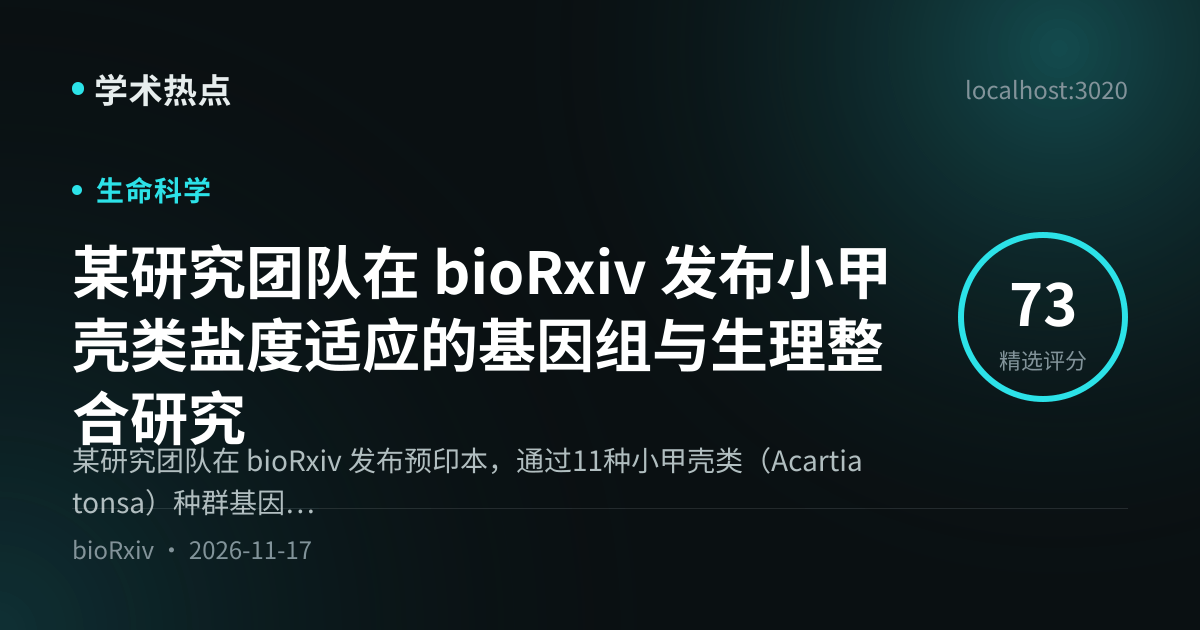 学术热点
localhost:3020
生命科学
某研究团队在 bioRxiv 发布小甲
壳类盐度适应的基因组与生理整
合研究
73
精选评分
某研究团队在 bioRxiv 发布预印本，通过11种小甲壳类（Acartia
tonsa）种群基因…
bioRxiv · 2026-11-17